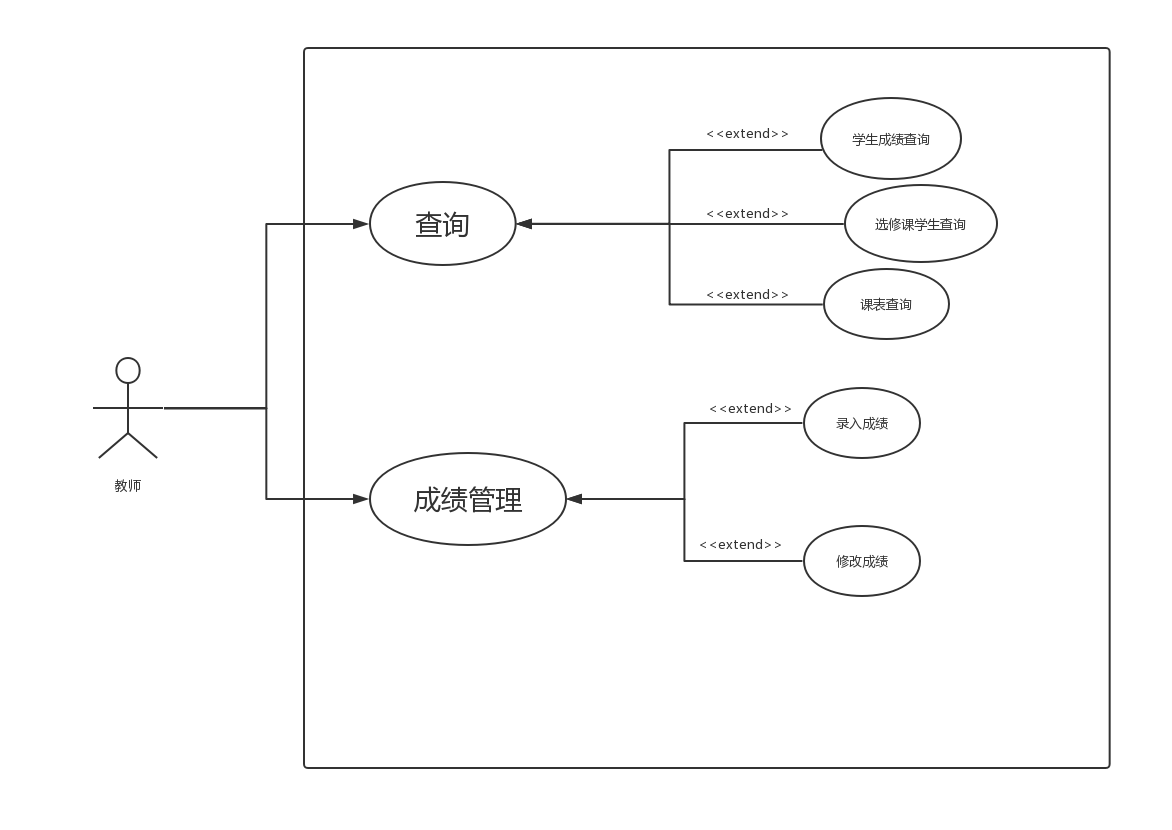 <<extend>>
学生成绩查询
<<extend>>
查询
选修课学生查询
<<extend>>
课表查询
<<extend>>
录入成绩
教师
成绩管理
<<extend>>
修改成绩